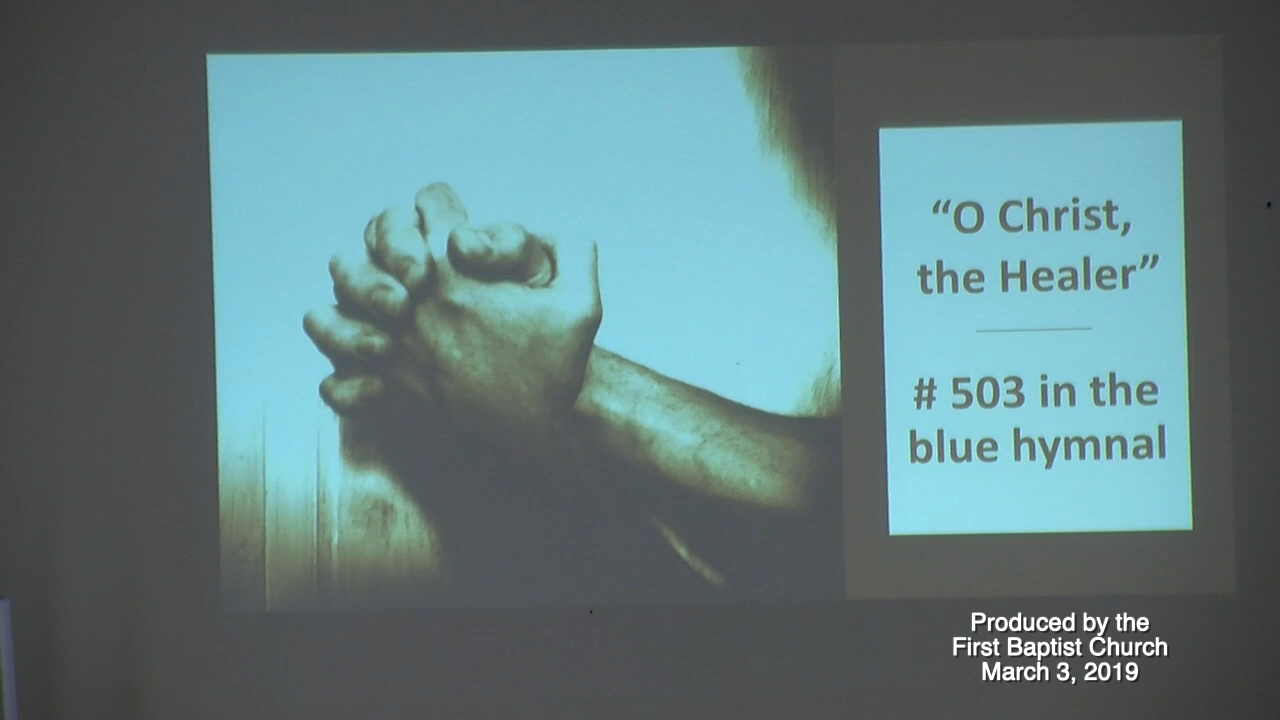 “O Christ,
the Healer”
# 503 in the
blue hymnal
Produced by the
First Baptist Church
March 3, 2019